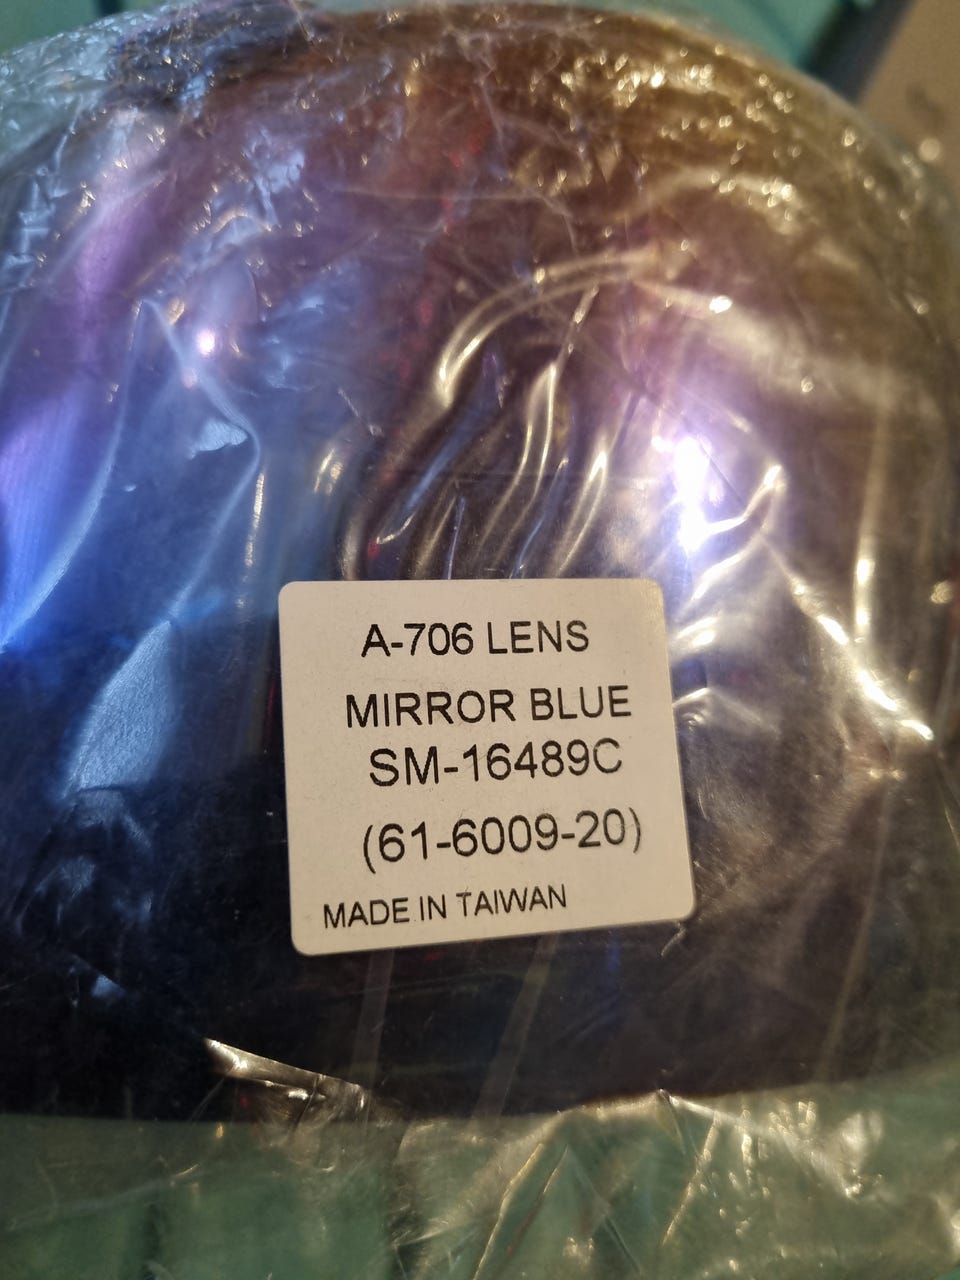 A-706 LENS
MIRROR BLUE
SM-16489C
(61-6009-20)
MADE IN TAIWAN